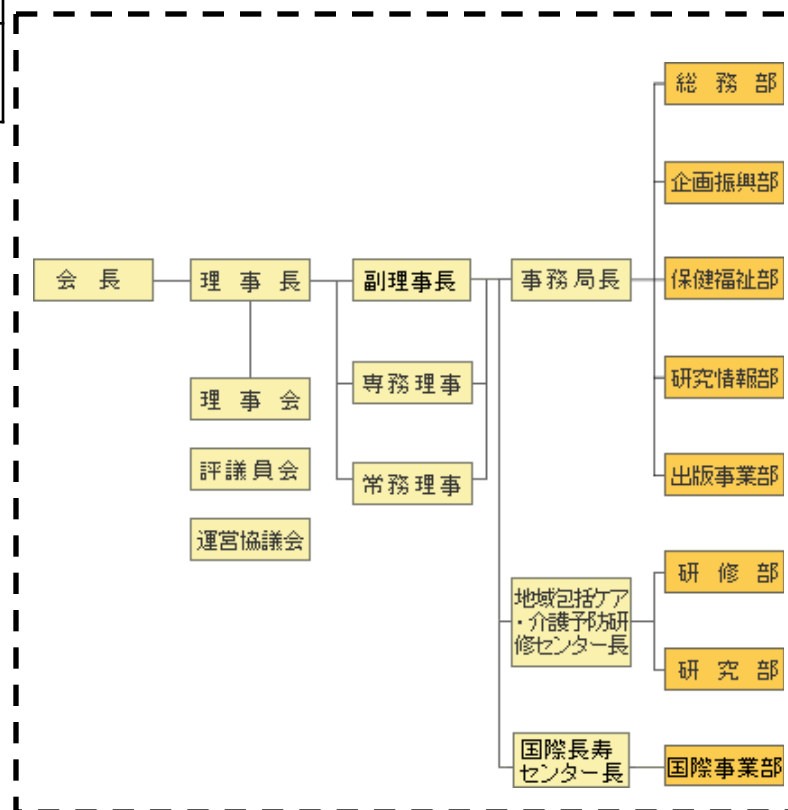 総務部
企画振興部
会長
理事長
副理事長
事務局長
保健福祉部
専務理事
研究情報部
理事会
評議員会
常務理事
出版事業部
運営協議会
地域包括ケア
・介護予防研
修センター長
研修部
研究部
国際長寿
センター長
国際事業部